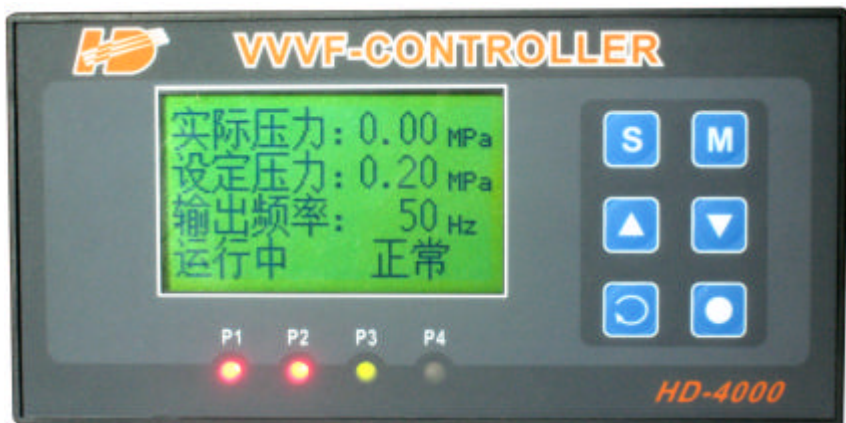 HD VVVF-CONTROLLER
实际压力: 0.00 MPa
设定压力: 0.20 MPa
输出频率: 50 Hz
运行中 正常
S M
P1 P2 P3 P4
HD-4000